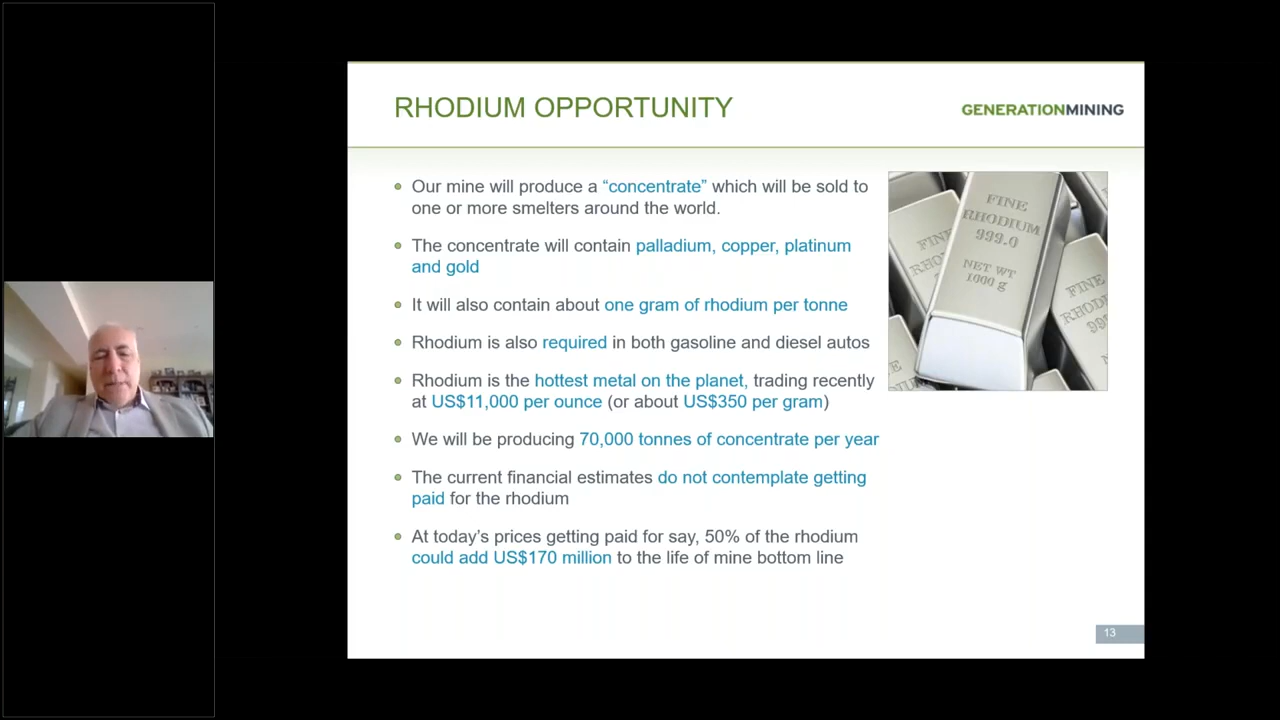 RHODIUM OPPORTUNITY
GENERATIONMINING
Our mine will produce a “concentrate” which will be sold to
one or more smelters around the world.
The concentrate will contain palladium, copper, platinum
and gold
It will also contain about one gram of rhodium per tonne
Rhodium is also required in both gasoline and diesel autos
Rhodium is the hottest metal on the planet, trading recently
at US$11,000 per ounce (or about US$350 per gram)
We will be producing 70,000 tonnes of concentrate per year
The current financial estimates do not contemplate getting
paid for the rhodium
At today’s prices getting paid for say, 50% of the rhodium
could add US$170 million to the life of mine bottom line
FINE
RHODIUM
999.0
NET WT
1000 g
FINE
13